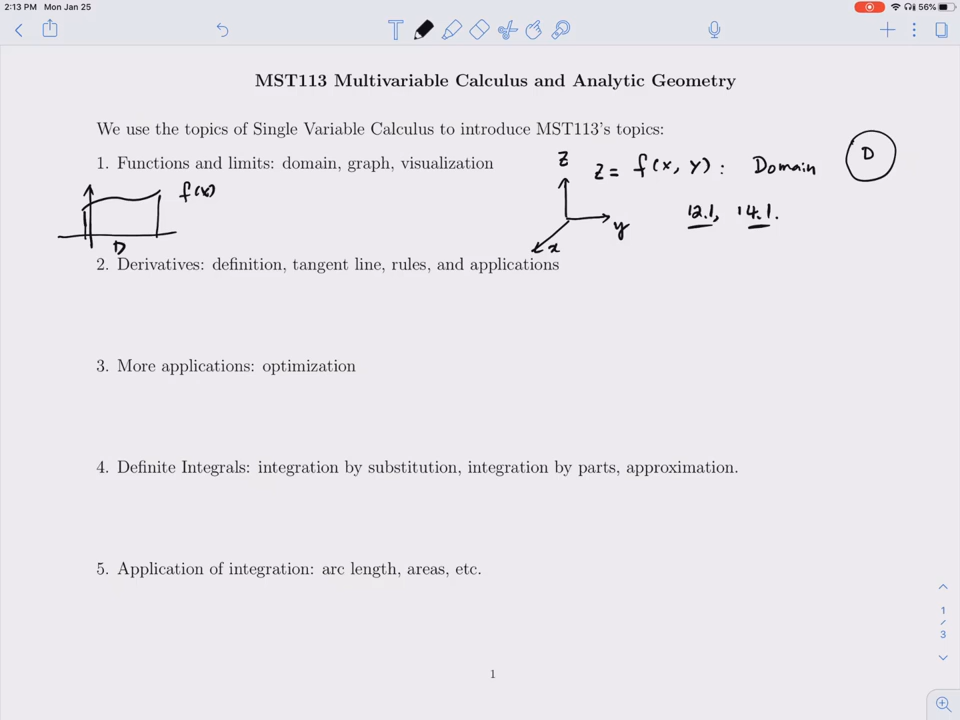 2:13 PM Mon Jan 25
56%
T
MST113 Multivariable Calculus and Analytic Geometry
We use the topics of Single Variable Calculus to introduce MST113's topics:
1. Functions and limits: domain, graph, visualization
z z = f(x, y): Domain D
f(x)
12.1, 14.1.
y
D x
2. Derivatives: definition, tangent line, rules, and applications
3. More applications: optimization
4. Definite Integrals: integration by substitution, integration by parts, approximation.
5. Application of integration: arc length, areas, etc.
1
/
3
1